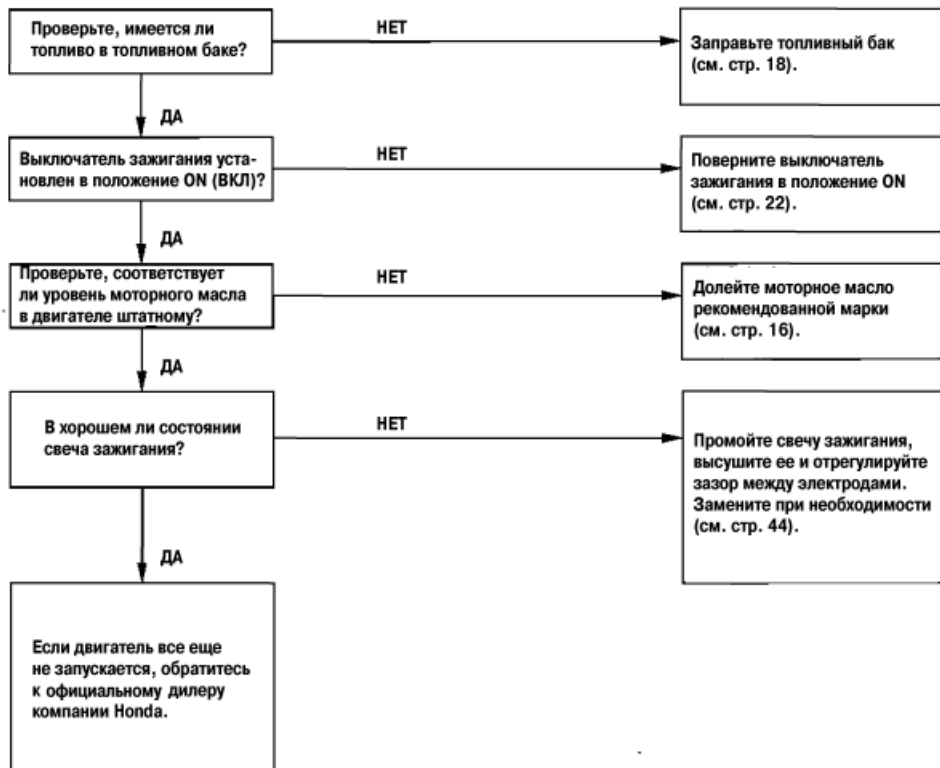 Проверьте, имеется ли
топливо в топливном баке?
НЕТ
Заправьте топливный бак
(см. стр. 18).
ДА
Выключатель зажигания уста-
новлен в положение ON (ВКЛ)?
НЕТ
Поверните выключатель
зажигания в положение ON
(см. стр. 22).
ДА
Проверьте, соответствует
ли уровень моторного масла
в двигателе штатному?
НЕТ
Долейте моторное масло
рекомендованной марки
(см. стр. 16).
ДА
В хорошем ли состоянии
свеча зажигания?
НЕТ
Промойте свечу зажигания,
высушите ее и отрегулируйте
зазор между электродами.
Замените при необходимости
(см. стр. 44).
ДА
Если двигатель все еще
не запускается, обратитесь
к официальному дилеру
компании Honda.